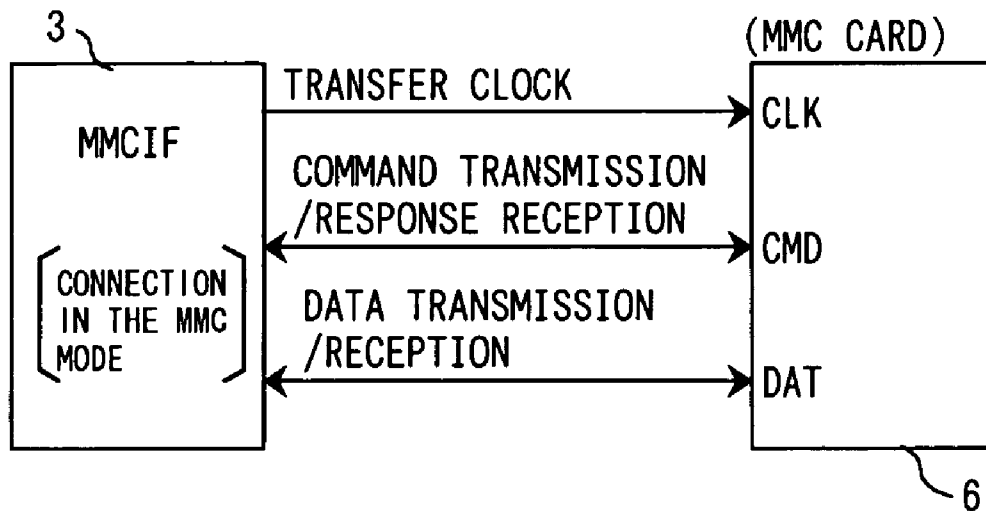 3
(MMC CARD)
TRANSFER CLOCK
CLK
MMCIF
COMMAND TRANSMISSION
/RESPONSE RECEPTION
CMD
CONNECTION
IN THE MMC
MODE
DATA TRANSMISSION
/RECEPTION
DAT
6